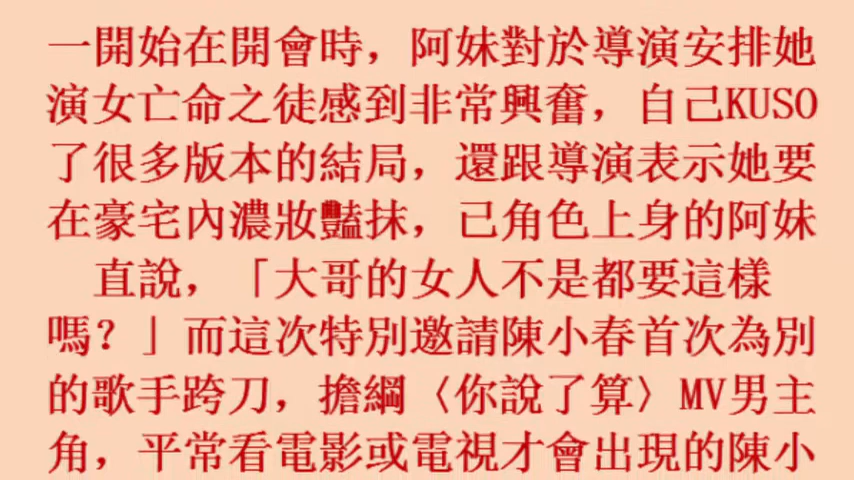 一開始在開會時，阿妹對於導演安排她
演女亡命之徒感到非常興奮，自己KUSO
了很多版本的結局，還跟導演表示她要
在豪宅內濃妝豔抹，已角色上身的阿妹
直說，「大哥的女人不是都要這樣
嗎？」而這次特別邀請陳小春首次為別
的歌手跨刀，擔綱〈你說了算〉MV男主
角，平常看電影或電視才會出現的陳小